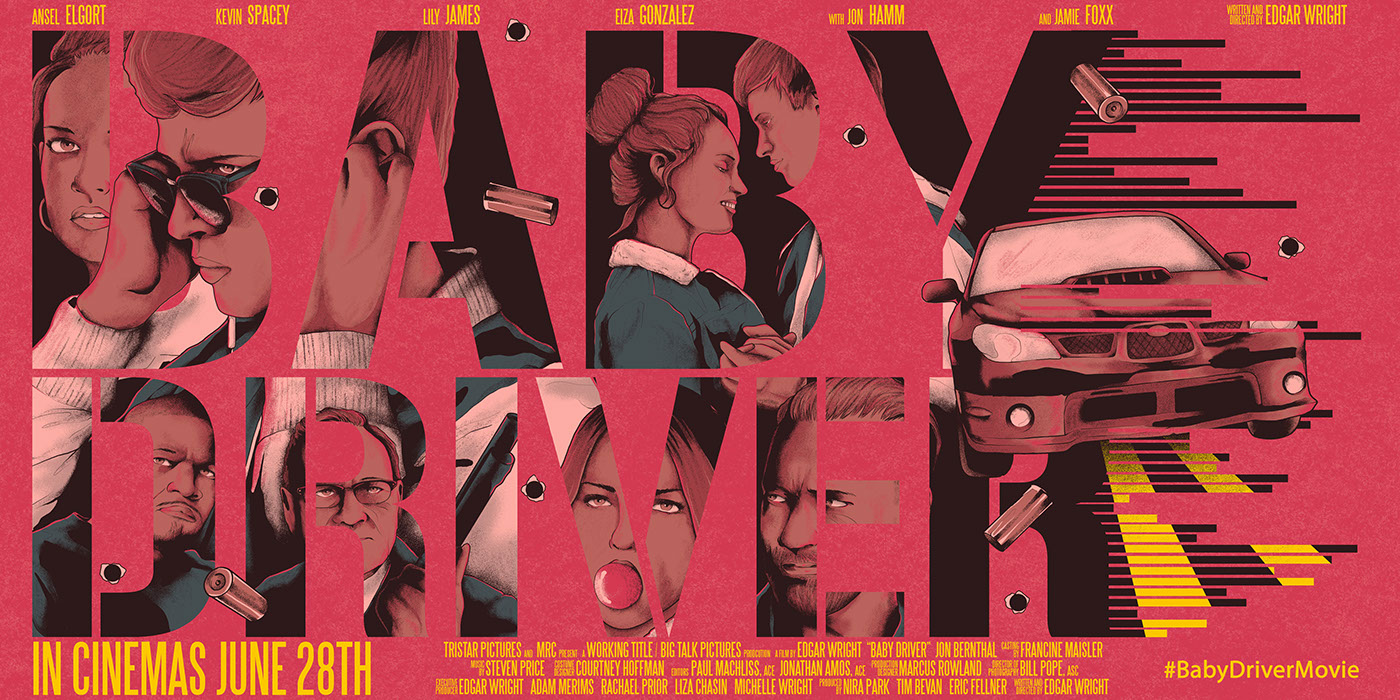 ANSEL ELGORT KEVIN SPACEY LILY JAMES EIZA GONZALEZ WITH JON HAMM AND JAMIE FOXX WRITTEN AND DIRECTED BY EDGAR WRIGHT
BABY
DRIVER
IN CINEMAS JUNE 28TH
TRISTAR PICTURES AND MRC PRESENT A WORKING TITLE / BIG TALK PICTURES PRODUCTION A FILM BY EDGAR WRIGHT "BABY DRIVER" JON BERNTHAL CASTING BY FRANCINE MAISLER
MUSIC BY STEVEN PRICE COSTUME DESIGNER COURTNEY HOFFMAN EDITORS PAUL MACHLISS, ACE JONATHAN AMOS, ACE PRODUCTION DESIGNER MARCUS ROWLAND DIRECTOR OF PHOTOGRAPHY BILL POPE, ASC
EXECUTIVE PRODUCER EDGAR WRIGHT ADAM MERIMS RACHAEL PRIOR LIZA CHASIN MICHELLE WRIGHT PRODUCED BY NIRA PARK TIM BEVAN ERIC FELLNER WRITTEN AND DIRECTED BY EDGAR WRIGHT
#BabyDriverMovie